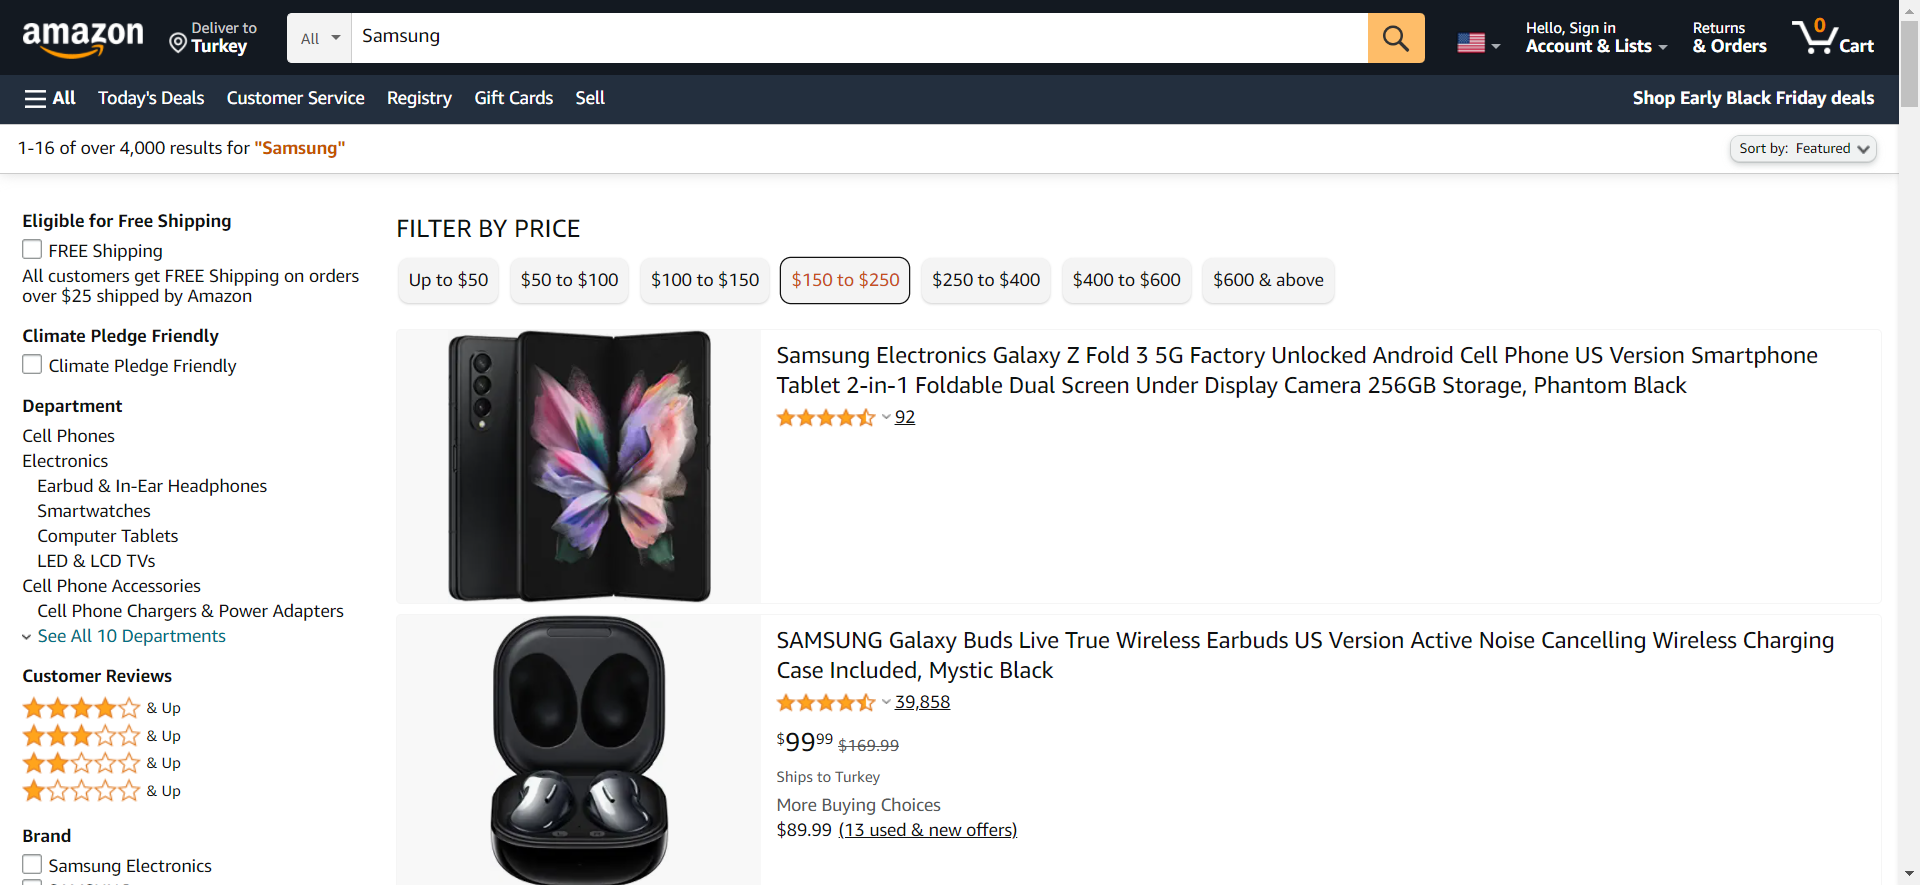 amazon
Deliver to
Turkey
All
Samsung
Hello, Sign in
Account & Lists
Returns
& Orders
0
Cart
All
Today's Deals
Customer Service
Registry
Gift Cards
Sell
Shop Early Black Friday deals
1-16 of over 4,000 results for "Samsung"
Sort by: Featured
Eligible for Free Shipping
FREE Shipping
All customers get FREE Shipping on orders
over $25 shipped by Amazon
Climate Pledge Friendly
Climate Pledge Friendly
Department
Cell Phones
Electronics
Earbud & In-Ear Headphones
Smartwatches
Computer Tablets
LED & LCD TVs
Cell Phone Accessories
Cell Phone Chargers & Power Adapters
See All 10 Departments
Customer Reviews
& Up
& Up
& Up
& Up
Brand
Samsung Electronics
FILTER BY PRICE
Up to $50
$50 to $100
$100 to $150
$150 to $250
$250 to $400
$400 to $600
$600 & above
Samsung Electronics Galaxy Z Fold 3 5G Factory Unlocked Android Cell Phone US Version Smartphone
Tablet 2-in-1 Foldable Dual Screen Under Display Camera 256GB Storage, Phantom Black
92
SAMSUNG Galaxy Buds Live True Wireless Earbuds US Version Active Noise Cancelling Wireless Charging
Case Included, Mystic Black
39,858
$99⁹⁹ $169.99
Ships to Turkey
More Buying Choices
$89.99 (13 used & new offers)